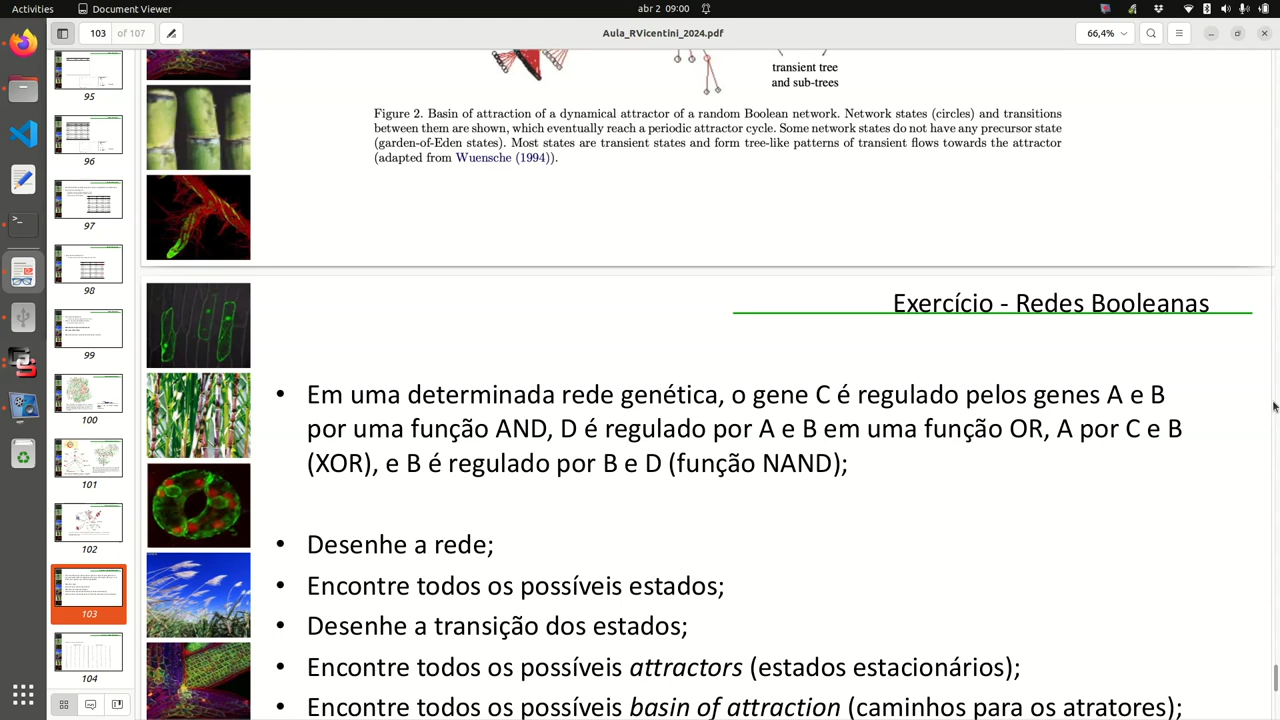 Activities
Document Viewer
abr 2 09:00
103
of 107
Aula_RVicentini_2024.pdf
66,4%
95
96
97
98
99
100
101
102
103
104
transient tree
and sub-trees
Figure 2. Basin of attraction of a dynamical attractor of a random Boolean network. Network states (circles) and transitions
between them are shown, which eventually reach a periodic attractor cycle. Some network states do not have any precursor state
(garden-of-Eden states). Most states are transient states and form tree-like patterns of transient flows towards the attractor
(adapted from Wuensche (1994)).
Exercício - Redes Booleanas
• Em uma determinada rede genética, o gene C é regulado pelos genes A e B
por uma função AND, D é regulado por A e B em uma função OR, A por C e B
(XOR), e B é regulado por B e D (função NAND);
• Desenhe a rede;
• Encontre todos os possíveis estados;
• Desenhe a transição dos estados;
• Encontre todos os possíveis attractors (estados estacionários);
• Encontre todos os possíveis basin of attraction (caminhos para os atratores);